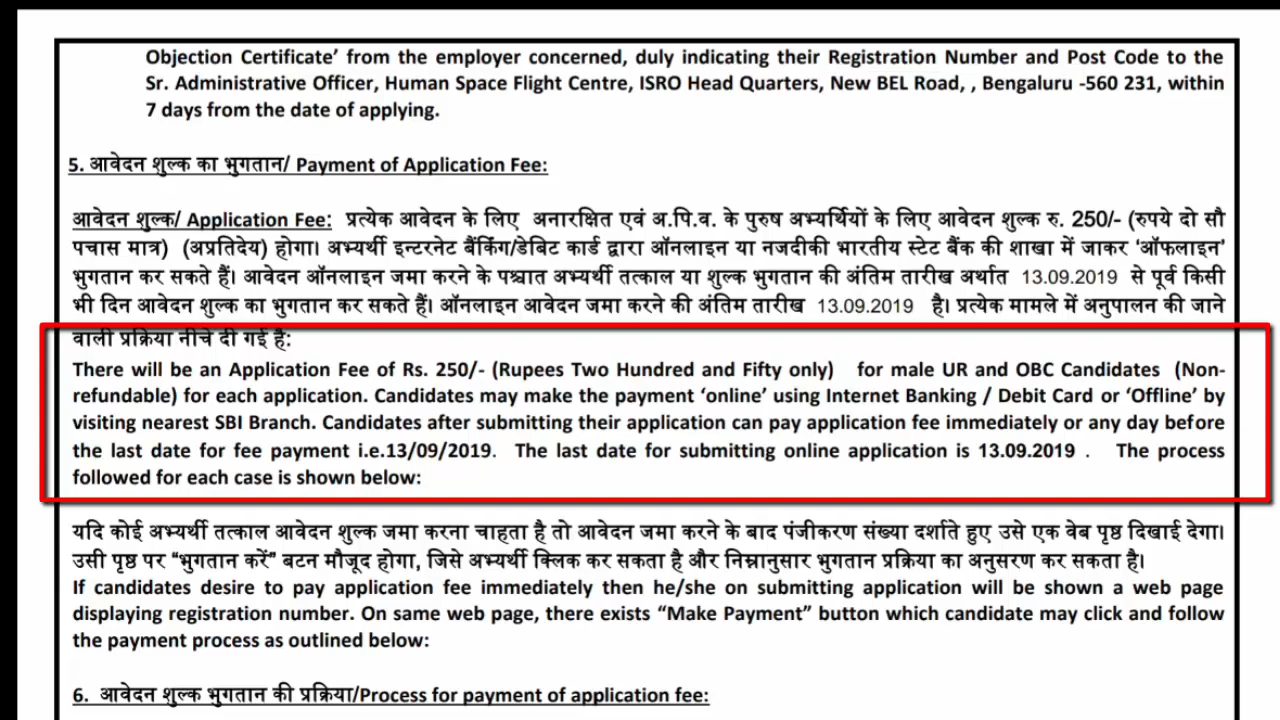 Objection Certificate’ from the employer concerned, duly indicating their Registration Number and Post Code to the
Sr. Administrative Officer, Human Space Flight Centre, ISRO Head Quarters, New BEL Road, , Bengaluru -560 231, within
7 days from the date of applying.
5. आवेदन शुल्क का भुगतान/ Payment of Application Fee:
आवेदन शुल्क/ Application Fee: प्रत्येक आवेदन के लिए अनारक्षित एवं अ.पि.व. के पुरुष अभ्यर्थियों के लिए आवेदन शुल्क रु. 250/- (रुपये दो सौ
पचास मात्र) (अप्रतिदेय) होगा। अभ्यर्थी इन्टरनेट बैंकिंग/डेबिट कार्ड द्वारा ऑनलाइन या नजदीकी भारतीय स्टेट बैंक की शाखा में जाकर ‘ऑफलाइन’
भुगतान कर सकते हैं। आवेदन ऑनलाइन जमा करने के पश्चात अभ्यर्थी तत्काल या शुल्क भुगतान की अंतिम तारीख अर्थात 13.09.2019 से पूर्व किसी
भी दिन आवेदन शुल्क का भुगतान कर सकते हैं। ऑनलाइन आवेदन जमा करने की अंतिम तारीख 13.09.2019 है। प्रत्येक मामले में अनुपालन की जाने
वाली प्रक्रिया नीचे दी गई है:
There will be an Application Fee of Rs. 250/- (Rupees Two Hundred and Fifty only) for male UR and OBC Candidates (Non-
refundable) for each application. Candidates may make the payment ‘online’ using Internet Banking / Debit Card or ‘Offline’ by
visiting nearest SBI Branch. Candidates after submitting their application can pay application fee immediately or any day before
the last date for fee payment i.e.13/09/2019. The last date for submitting online application is 13.09.2019 . The process
followed for each case is shown below:
यदि कोई अभ्यर्थी तत्काल आवेदन शुल्क जमा करना चाहता है तो आवेदन जमा करने के बाद पंजीकरण संख्या दर्शाते हुए उसे एक वेब पृष्ठ दिखाई देगा।
उसी पृष्ठ पर “भुगतान करें” बटन मौजूद होगा, जिसे अभ्यर्थी क्लिक कर सकता है और निम्नानुसार भुगतान प्रक्रिया का अनुसरण कर सकता है।
If candidates desire to pay application fee immediately then he/she on submitting application will be shown a web page
displaying registration number. On same web page, there exists “Make Payment” button which candidate may click and follow
the payment process as outlined below:
6. आवेदन शुल्क भुगतान की प्रक्रिया/Process for payment of application fee: